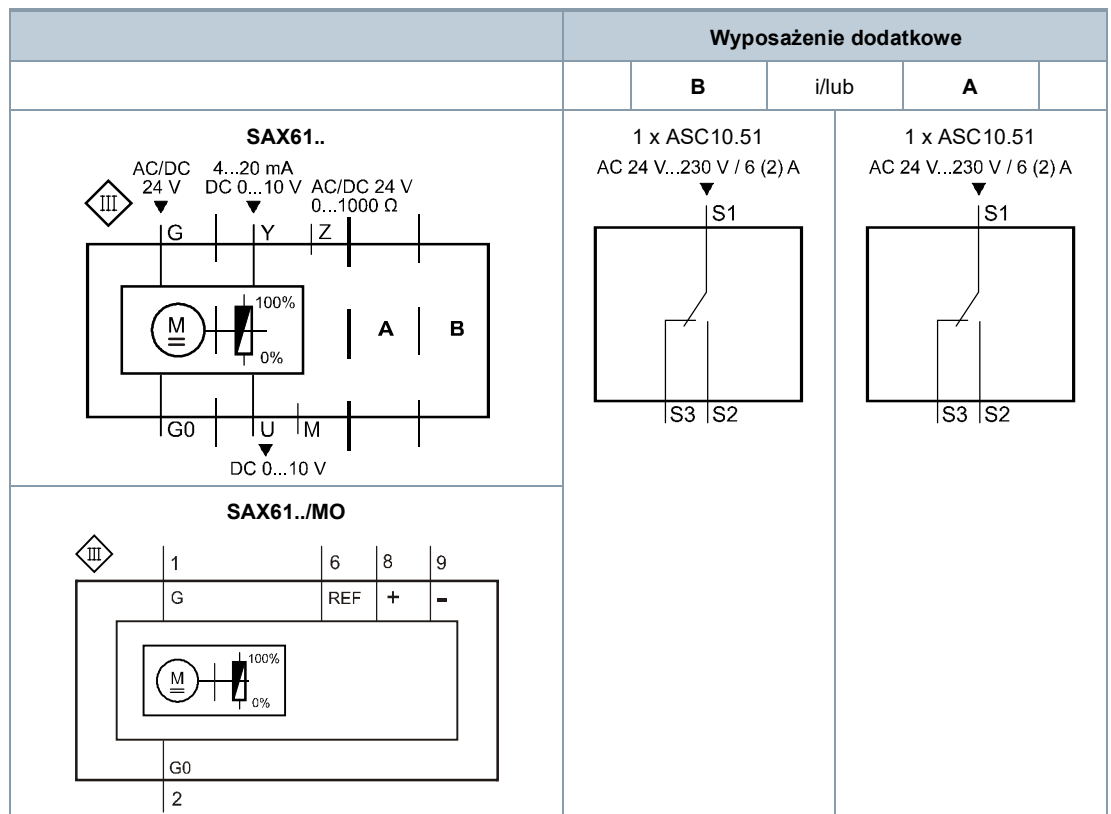 Wyposażenie dodatkowe
B i/lub A
SAX61..
AC/DC
24 V
4...20 mA
DC 0...10 V
AC/DC 24 V
0...1000 Ω
III
G Y Z
M
100%
0%
A B
G0 U M
DC 0...10 V
1 x ASC10.51
AC 24 V...230 V / 6 (2) A
S1
S3 S2
1 x ASC10.51
AC 24 V...230 V / 6 (2) A
S1
S3 S2
SAX61../MO
III
1 6 8 9
G REF + -
M
100%
0%
G0
2